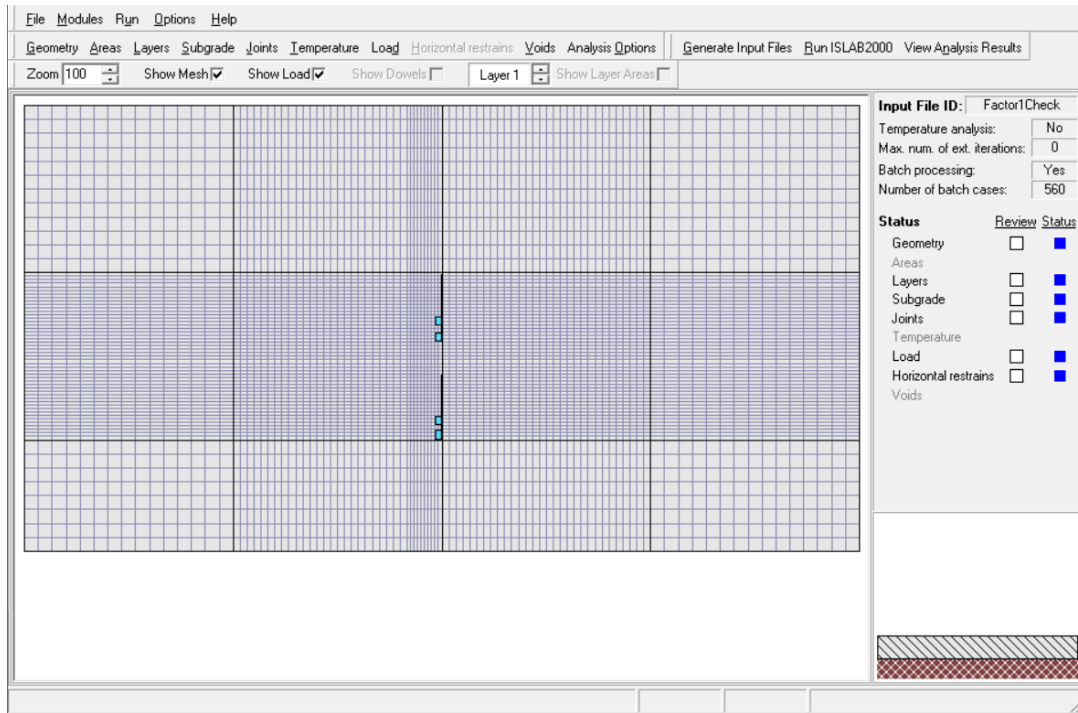 File Modules Run Options Help
Geometry Areas Layers Subgrade Joints Temperature Load Horizontal restrains Voids Analysis Options Generate Input Files Run ISLAB2000 View Analysis Results
Zoom 100 Show Mesh Show Load Show Dowels Layer 1 Show Layer Areas
Input File ID: Factor1Check
Temperature analysis: No
Max. num. of ext. iterations: 0
Batch processing: Yes
Number of batch cases: 560
Status Review Status
Geometry
Areas
Layers
Subgrade
Joints
Temperature
Load
Horizontal restrains
Voids